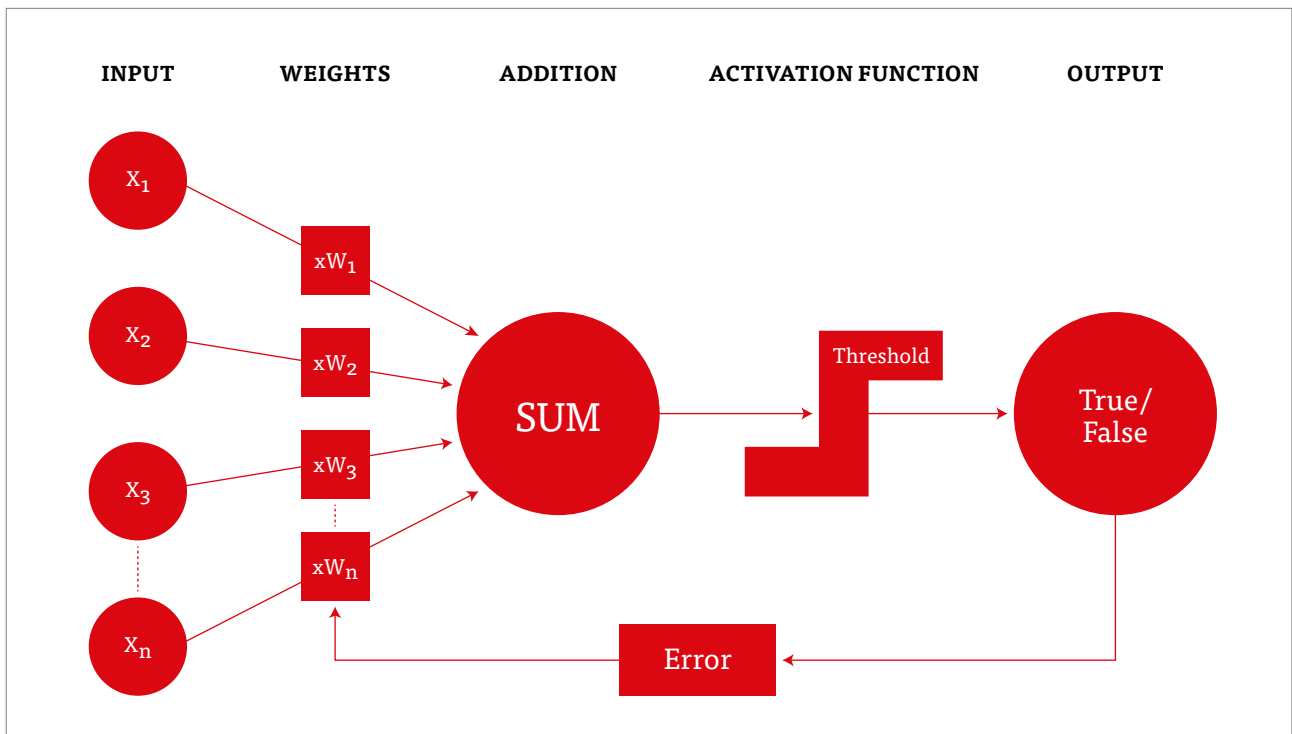 INPUT WEIGHTS ADDITION ACTIVATION FUNCTION OUTPUT
X₁
xW₁
X₂
xW₂
Threshold
SUM
True/
False
X₃
xW₃
xWₙ
Xₙ
Error